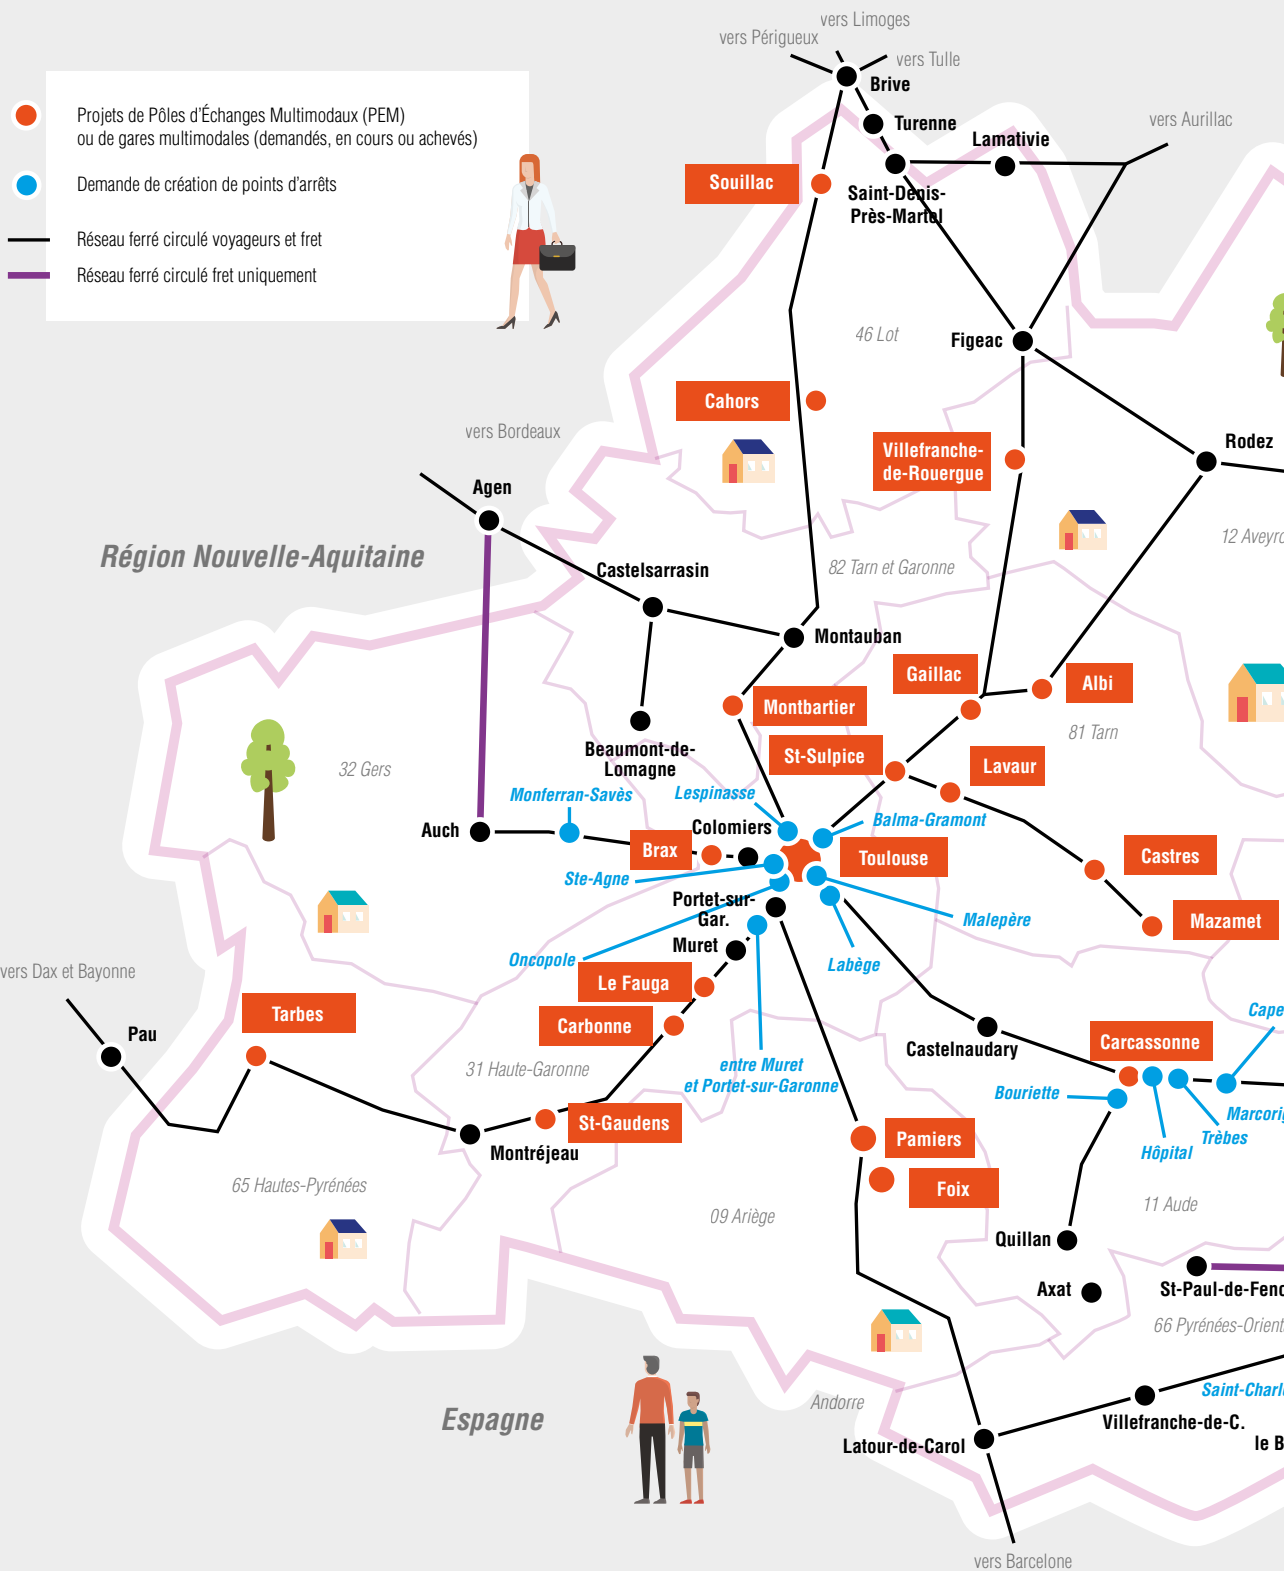 vers Limoges
vers Périgueux
vers Tulle
Brive
Projets de Pôles d'Échanges Multimodaux (PEM)
ou de gares multimodales (demandés, en cours ou achevés)
Demande de création de points d'arrêts
Réseau ferré circulé voyageurs et fret
Réseau ferré circulé fret uniquement
Turenne
vers Aurillac
Lamativie
Souillac
Saint-Denis-
Près-Martel
46 Lot
Figeac
Cahors
vers Bordeaux
Villefranche-
de-Rouergue
Rodez
Agen
Région Nouvelle-Aquitaine
12 Aveyro
Castelsarrasin
82 Tarn et Garonne
Montauban
Gaillac
Albi
Montbartier
81 Tarn
Beaumont-de-
Lomagne
St-Sulpice
Lavaur
32 Gers
Monferran-Savès
Lespinasse
Balma-Gramont
Auch
Colomiers
Brax
Toulouse
Castres
Ste-Agne
Portet-sur-
Gar.
Malepère
Mazamet
Muret
Oncopole
Labège
vers Dax et Bayonne
Le Fauga
Tarbes
Carbonne
Cape
Pau
Castelnaudary
Carcassonne
31 Haute-Garonne
entre Muret
et Portet-sur-Garonne
Bouriette
Marcorig
St-Gaudens
Pamiers
Trèbes
Montréjeau
Hôpital
65 Hautes-Pyrénées
Foix
09 Ariège
11 Aude
Quillan
Axat
St-Paul-de-Feno
66 Pyrénées-Orient
Saint-Charl
Andorre
Espagne
Villefranche-de-C.
Latour-de-Carol
le B
vers Barcelone